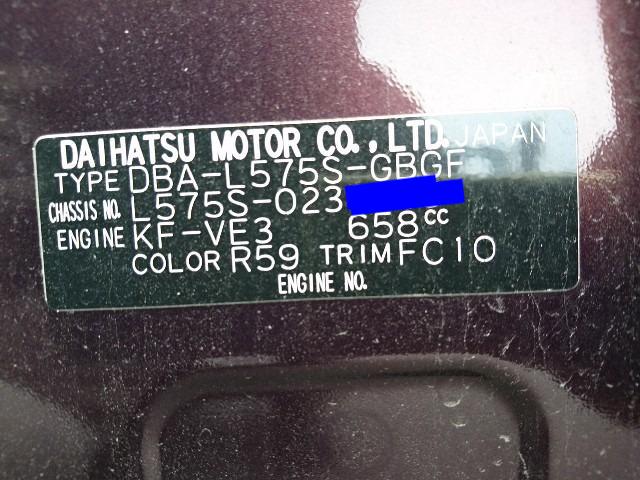 DAIHATSU MOTOR CO., LTD. JAPAN
TYPE DBA-L575S-GBGF
CHASSIS NO. L575S-023
ENGINE KF-VE3 658cc
COLOR R59 TRIM FC10
ENGINE NO.